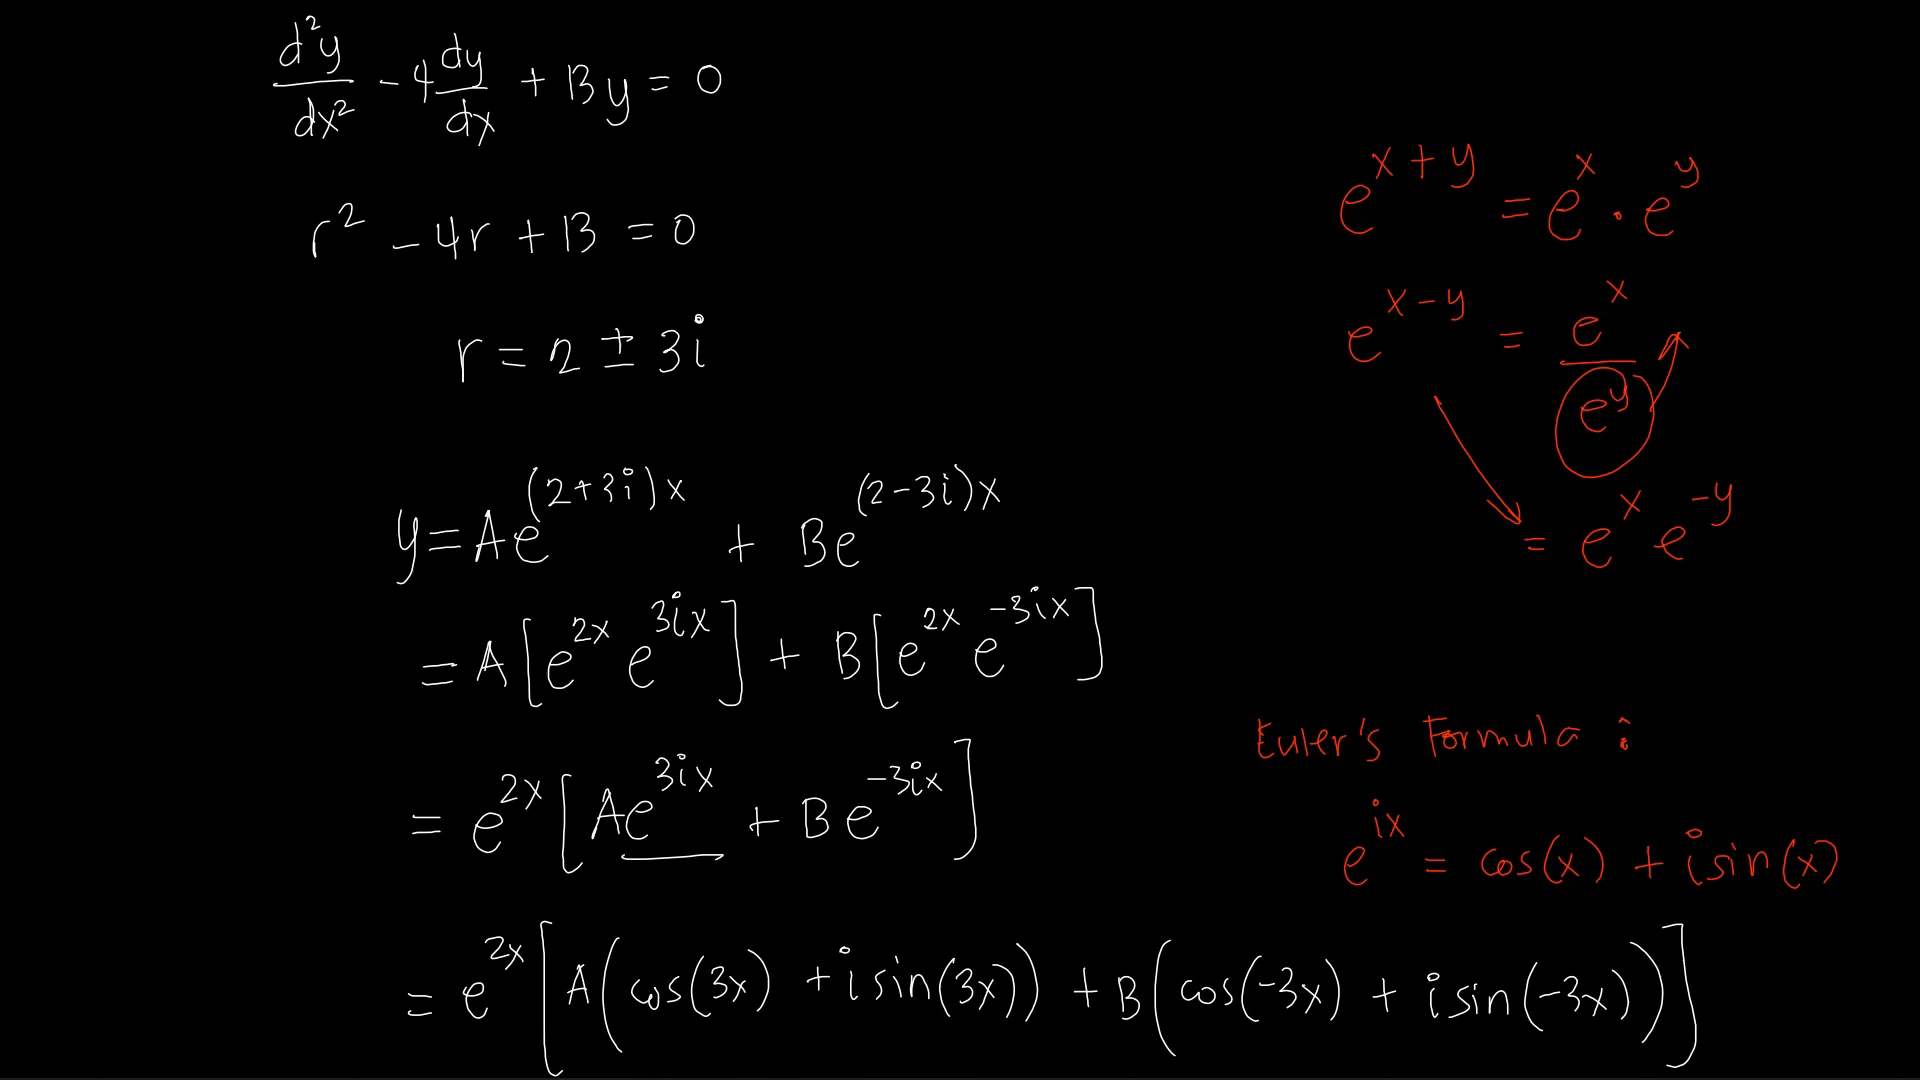 d²y/dx² - 4 dy/dx + 13y = 0
r² - 4r + 13 = 0
r = 2 ± 3i
y = Ae^(2+3i)x + Be^(2-3i)x
= A[e^2x e^3ix] + B[e^2x e^-3ix]
= e^2x [Ae^3ix + Be^-3ix]
= e^2x [A(cos(3x) + i sin(3x)) + B(cos(-3x) + i sin(-3x))]
e^x+y = e^x · e^y
e^x-y = e^x/e^y
= e^x e^-y
Euler's Formula :
e^ix = cos(x) + i sin(x)